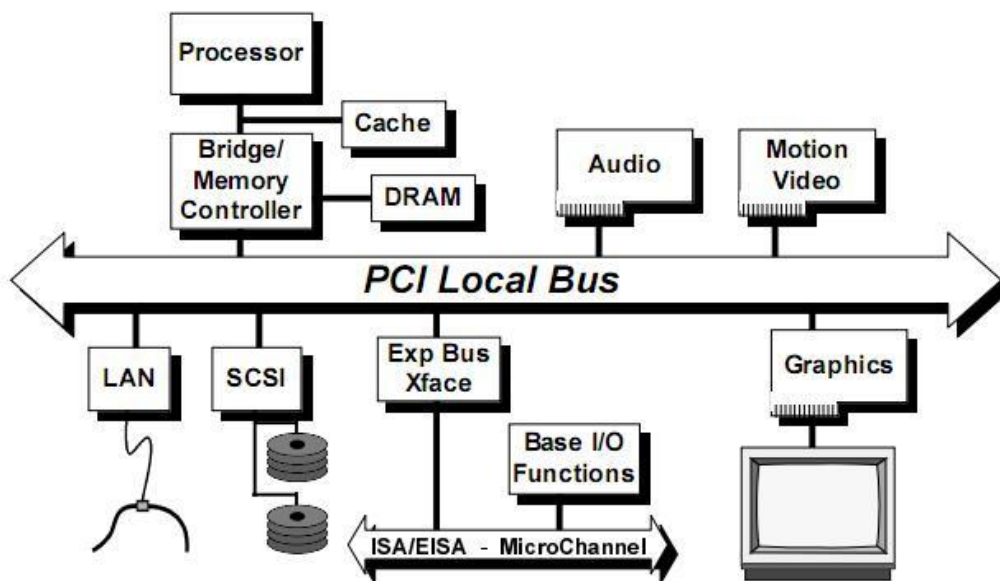 Processor
Cache
Bridge/
Memory
Controller
DRAM
Audio
Motion
Video
PCI Local Bus
LAN
SCSI
Exp Bus
Xface
Graphics
Base I/O
Functions
ISA/EISA - MicroChannel